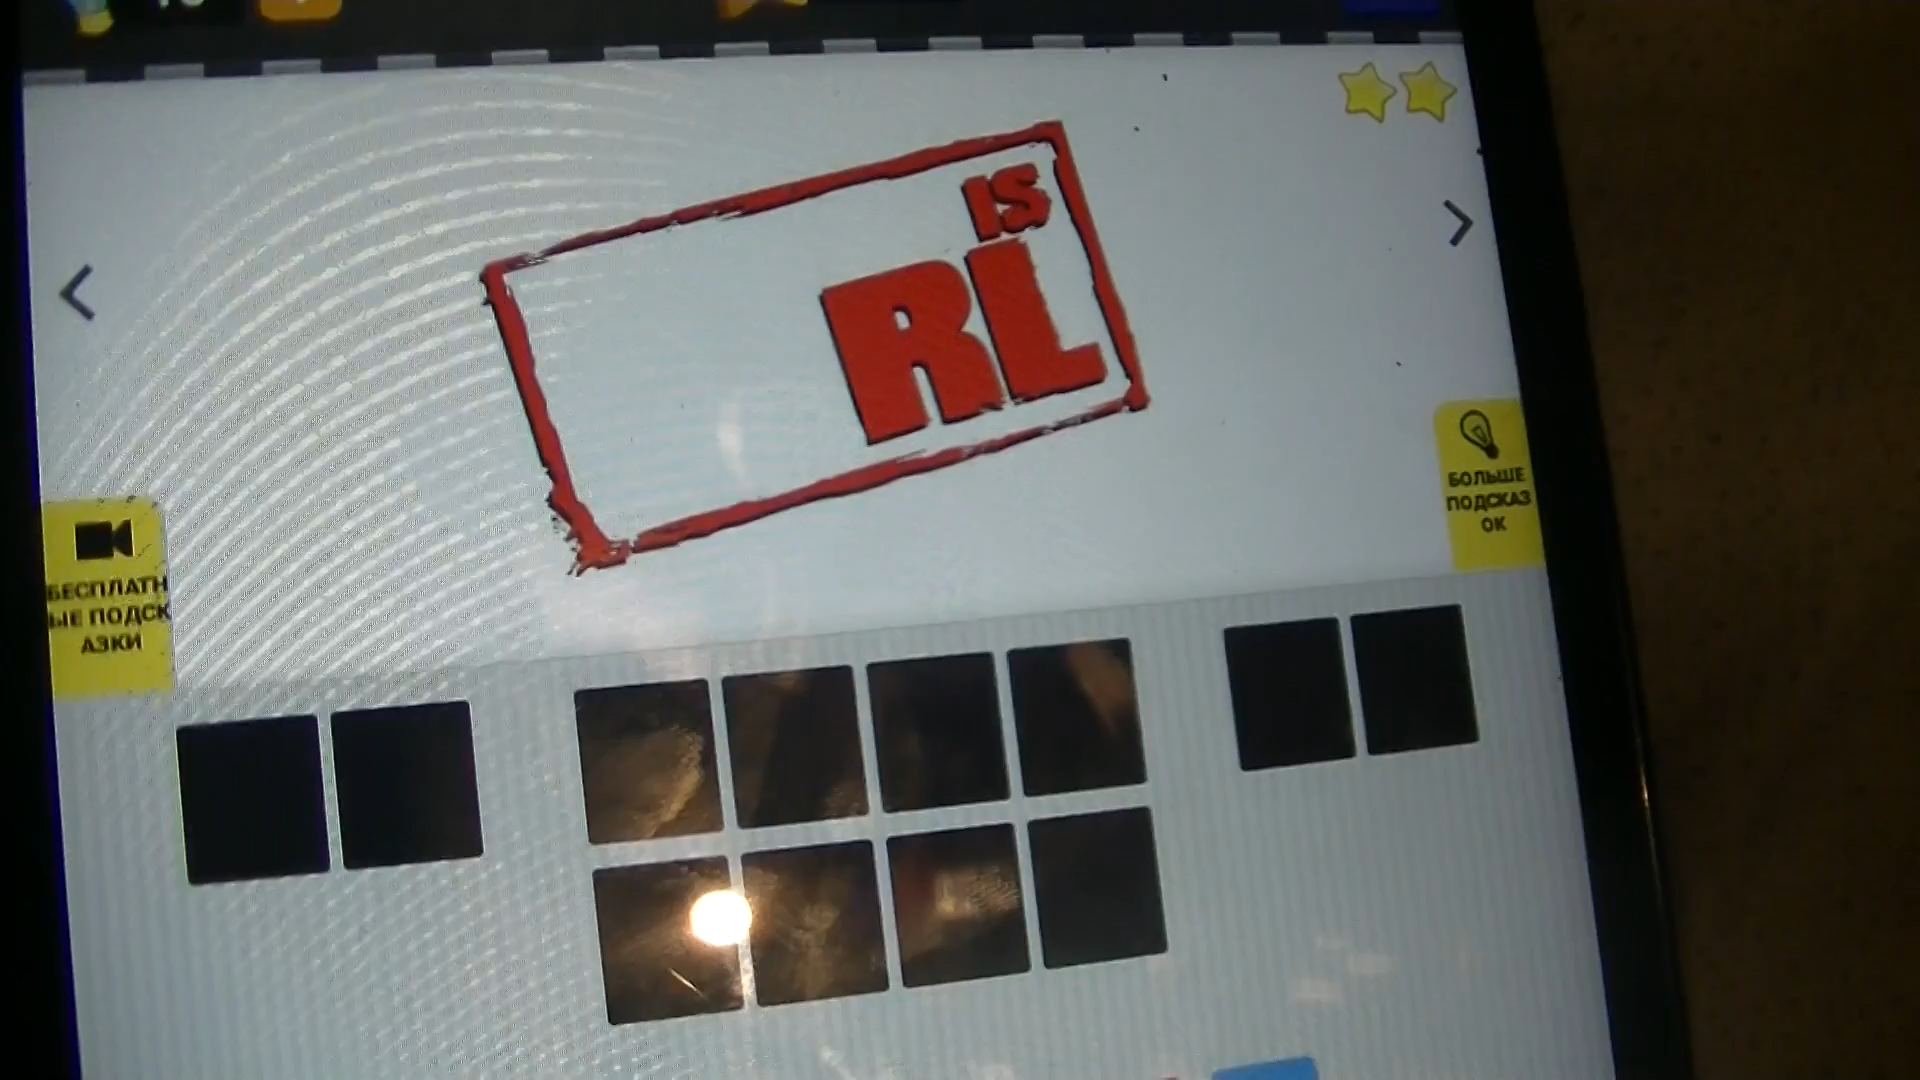 IS
RL
БОЛЬШЕ
ПОДСКАЗ
ОК
БЕСПЛАТН
ЫЕ ПОДСК
АЗКИ